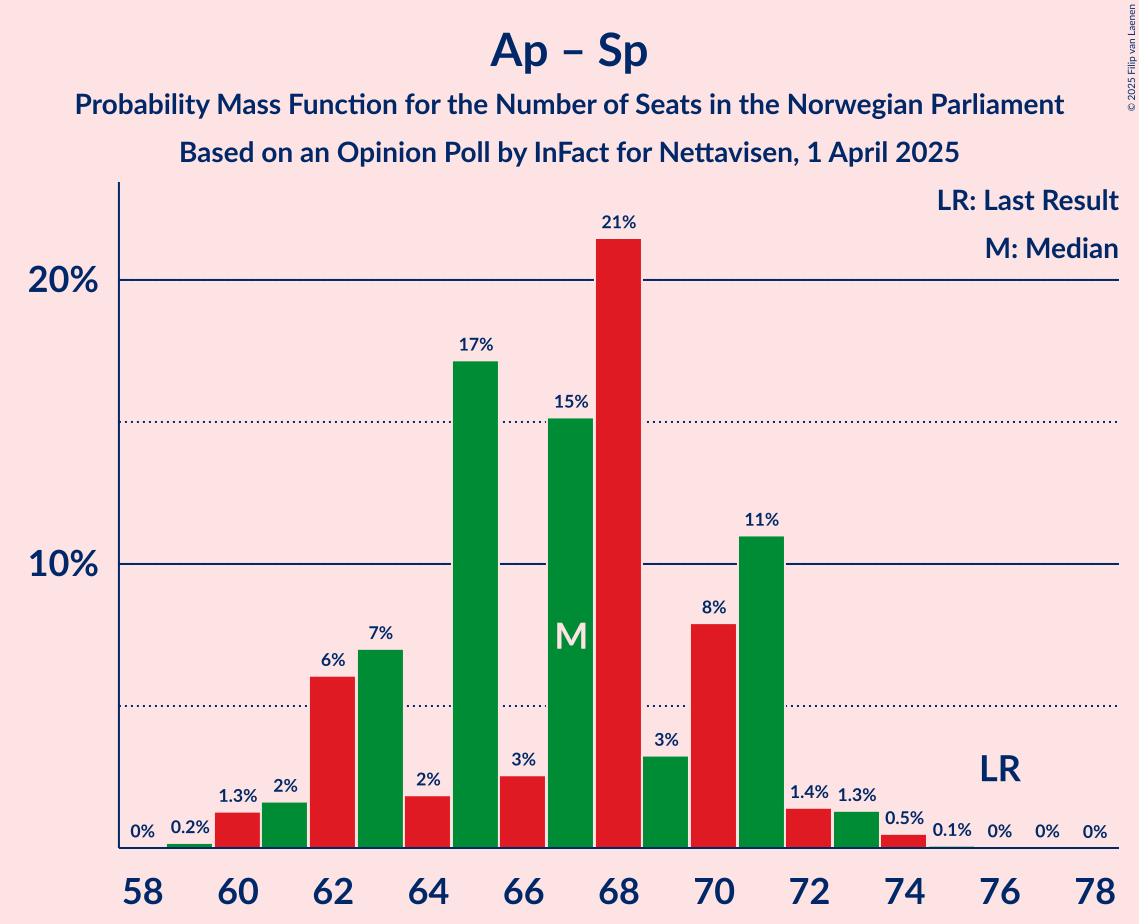 © 2025 Filip van Laenen
Ap – Sp
Probability Mass Function for the Number of Seats in the Norwegian Parliament
Based on an Opinion Poll by InFact for Nettavisen, 1 April 2025
LR: Last Result
M: Median
20%
10%
0%
0.2%
1.3%
2%
6%
7%
2%
17%
3%
15%
21%
3%
8%
11%
1.4%
1.3%
0.5%
0.1%
0%
0%
0%
M
LR
58 60 62 64 66 68 70 72 74 76 78